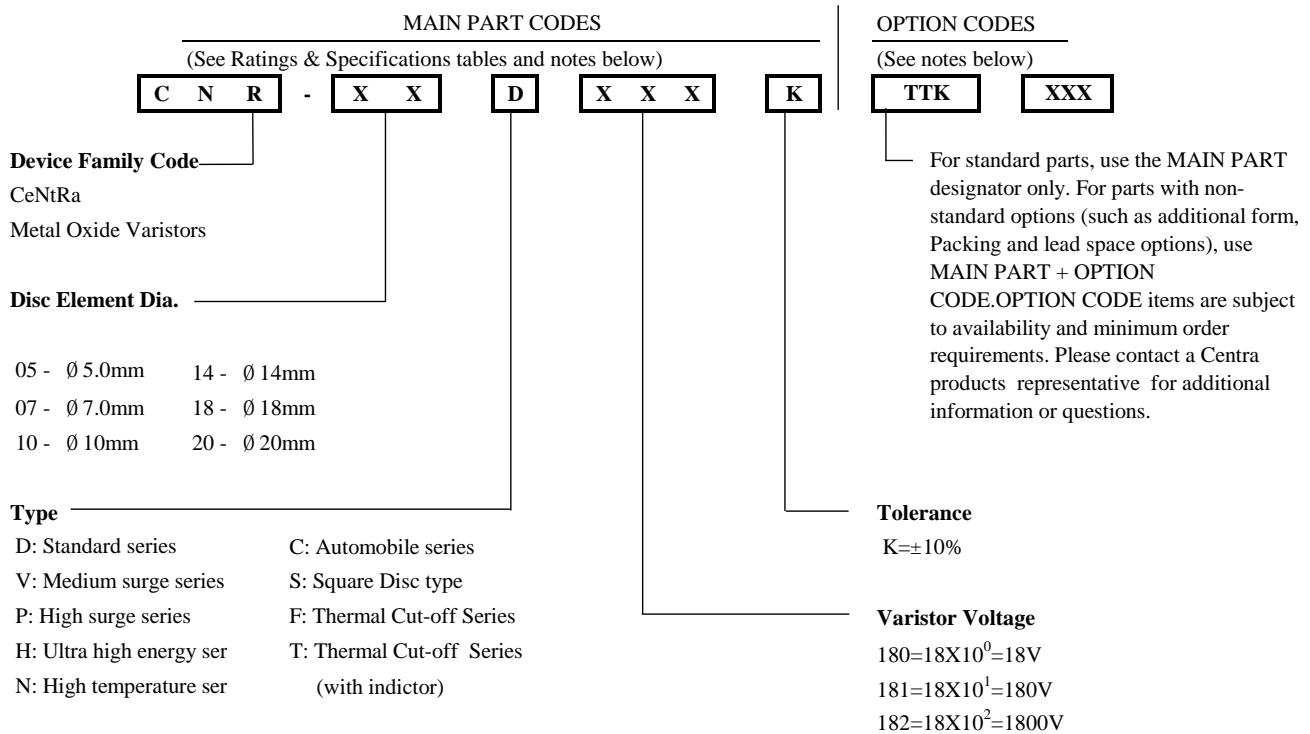 MAIN PART CODES
OPTION CODES
(See Ratings & Specifications tables and notes below)
(See notes below)
C N R - X X D X X X K TTK XXX
Device Family Code
CeNtRa
Metal Oxide Varistors
For standard parts, use the MAIN PART
designator only. For parts with non-
standard options (such as additional form,
Packing and lead space options), use
MAIN PART + OPTION
CODE.OPTION CODE items are subject
to availability and minimum order
requirements. Please contact a Centra
products representative for additional
information or questions.
Disc Element Dia.
05 - Ø 5.0mm 14 - Ø 14mm
07 - Ø 7.0mm 18 - Ø 18mm
10 - Ø 10mm 20 - Ø 20mm
Type
D: Standard series C: Automobile series
V: Medium surge series S: Square Disc type
P: High surge series F: Thermal Cut-off Series
H: Ultra high energy ser T: Thermal Cut-off Series
N: High temperature ser (with indictor)
Tolerance
K=±10%
Varistor Voltage
180=18X10⁰=18V
181=18X10¹=180V
182=18X10²=1800V